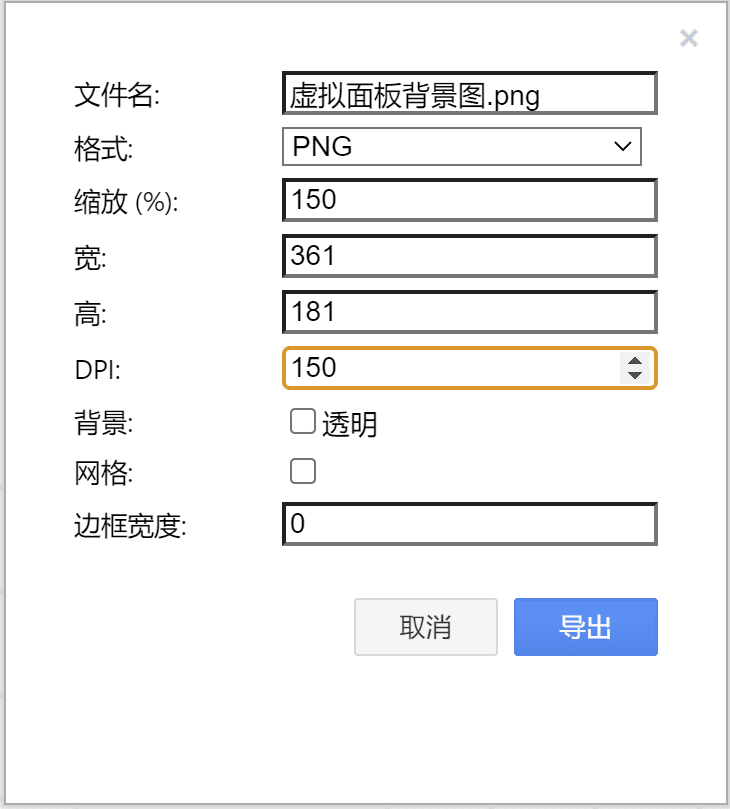 ×
文件名: 虚拟面板背景图.png
格式: PNG
缩放 (%): 150
宽: 361
高: 181
DPI: 150
背景: 透明
网格:
边框宽度: 0
取消 导出